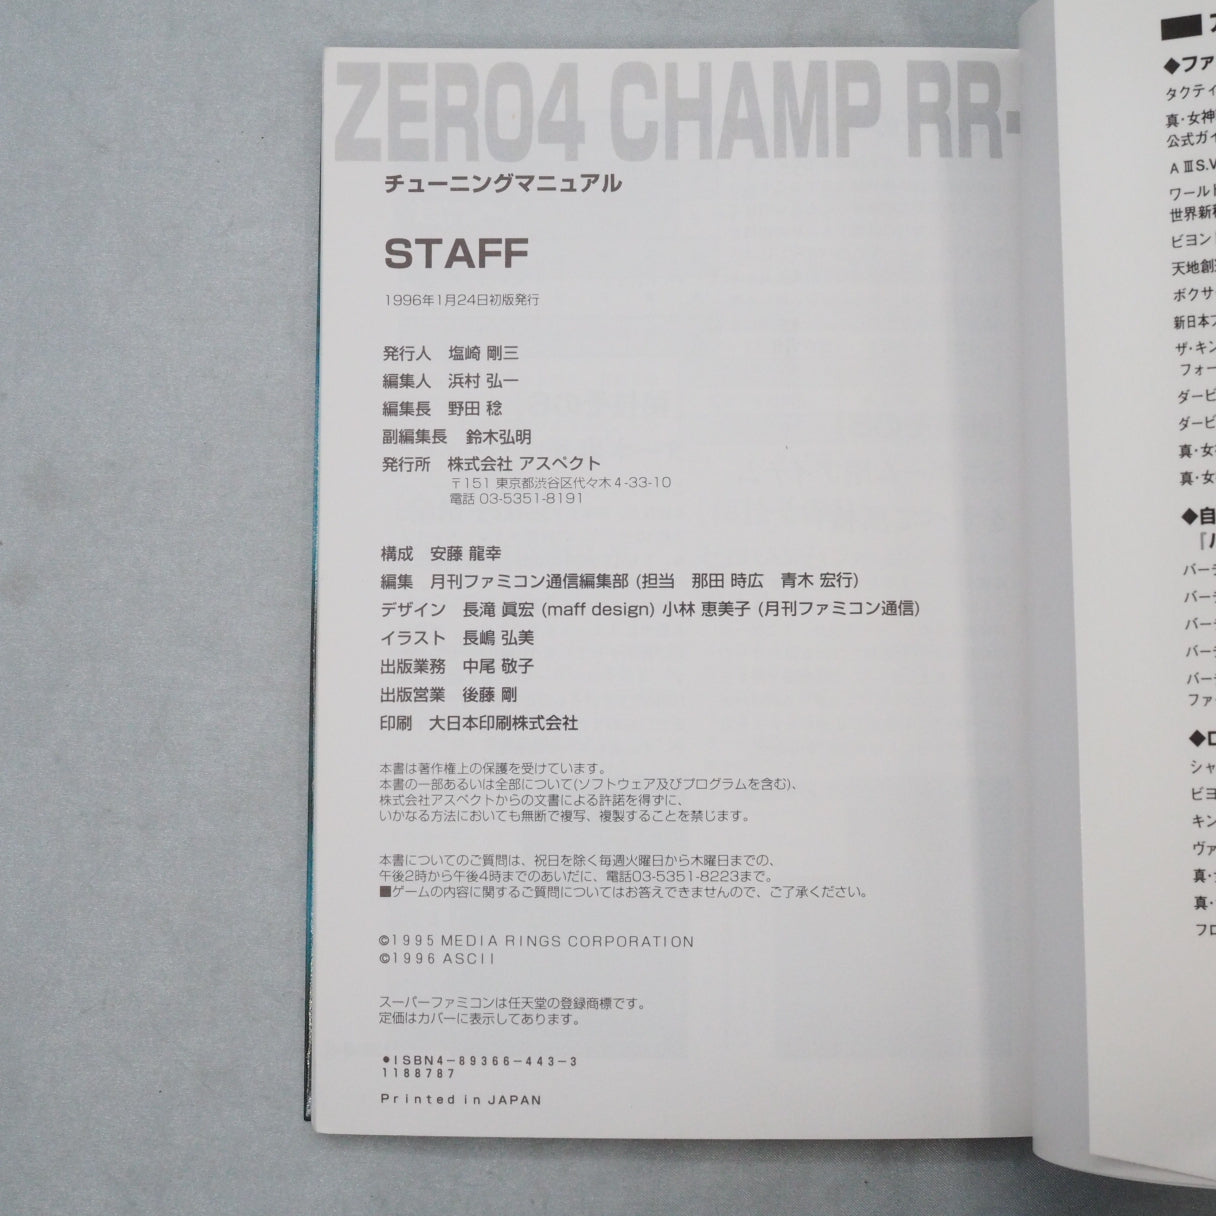 ZERO4 CHAMP RR-
チューニングマニュアル
STAFF
1996年1月24日初版発行
発行人 塩崎 剛三
編集人 浜村 弘一
編集長 野田 稔
副編集長 鈴木弘明
発行所 株式会社 アスペクト
〒151 東京都渋谷区代々木4-33-10
電話 03-5351-8191
構成 安藤 龍幸
編集 月刊ファミコン通信編集部 (担当 那田 時広 青木 宏行)
デザイン 長滝 眞宏 (maff design) 小林 恵美子 (月刊ファミコン通信)
イラスト 長嶋 弘美
出版業務 中尾 敬子
出版営業 後藤 剛
印刷 大日本印刷株式会社
本書は著作権上の保護を受けています。
本書の一部あるいは全部について(ソフトウェア及びプログラムを含む)、
株式会社アスペクトからの文書による許諾を得ずに、
いかなる方法においても無断で複写、複製することを禁じます。
本書についてのご質問は、祝日を除く毎週火曜日から木曜日までの、
午後2時から午後4時までのあいだに、電話03-5351-8223まで。
■ゲームの内容に関するご質問についてはお答えできませんので、ご了承ください。
©1995 MEDIA RINGS CORPORATION
©1996 ASCII
スーパーファミコンは任天堂の登録商標です。
定価はカバーに表示してあります。
●ISBN4-89366-443-3
1188787
Printed in JAPAN
◆ファ
タクティ
真・女神
公式ガイ
AⅢS.V
ワールド
世界新
ビヨン
天地創
ボクサ
新日本
ザ・キン
フォー
ダービ
ダービ
真・女
真・女
◆自
バー
バー
バー
バー
バー
ファ
シャ
ビヨ
キン
ヴァ
真・
真・
フロ